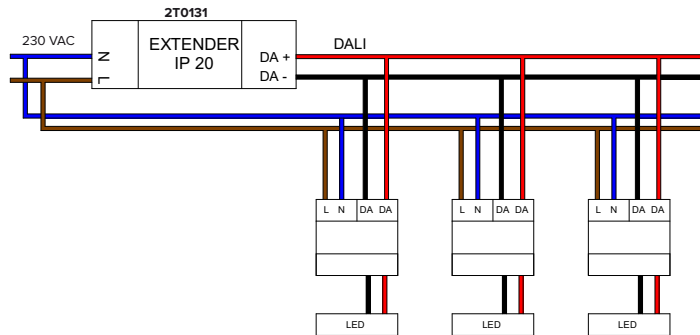 2T0131
230 VAC
N
L
EXTENDER
IP 20
DA +
DA -
DALI
L N DA DA
L N DA DA
L N DA DA
LED
LED
LED